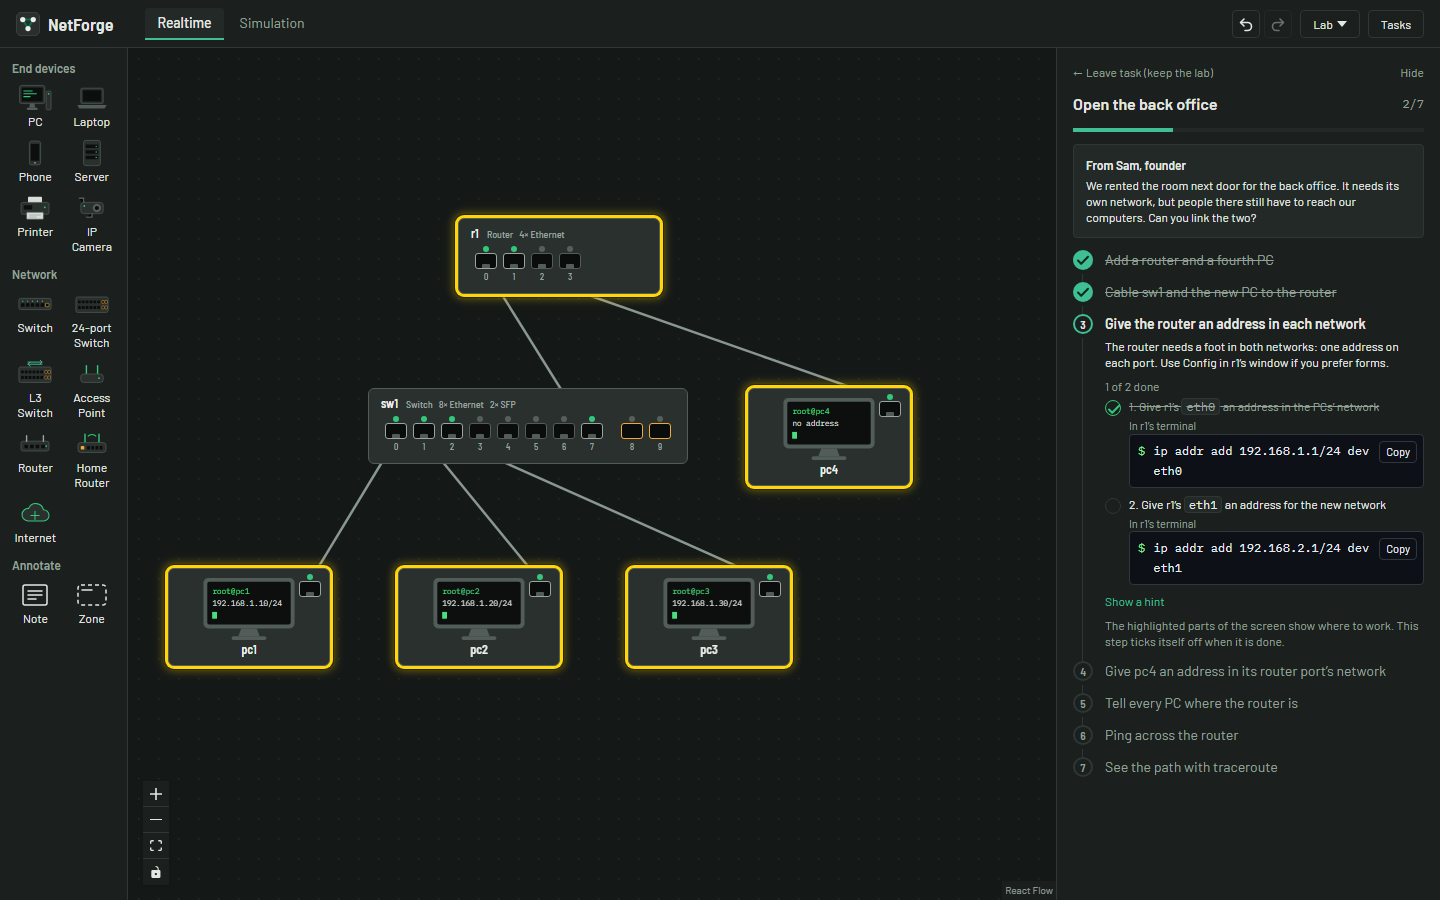 NetForge
Realtime
Simulation
Lab
Tasks
End devices
PC
Laptop
Phone
Server
Printer
IP
Camera
Network
Switch
24-port
Switch
L3
Switch
Access
Point
Router
Home
Router
Internet
Annotate
Note
Zone
r1 Router 4× Ethernet
0 1 2 3
sw1 Switch 8× Ethernet 2× SFP
0 1 2 3 4 5 6 7 8 9
root@pc4
no address
pc4
root@pc1
192.168.1.10/24
pc1
root@pc2
192.168.1.20/24
pc2
root@pc3
192.168.1.30/24
pc3
React Flow
← Leave task (keep the lab)
Hide
Open the back office
2/7
From Sam, founder
We rented the room next door for the back office. It needs its
own network, but people there still have to reach our
computers. Can you link the two?
Add a router and a fourth PC
Cable sw1 and the new PC to the router
3 Give the router an address in each network
The router needs a foot in both networks: one address on
each port. Use Config in r1's window if you prefer forms.
1 of 2 done
1. Give r1's eth0 an address in the PCs' network
In r1's terminal
$ ip addr add 192.168.1.1/24 dev
eth0
Copy
2. Give r1's eth1 an address for the new network
In r1's terminal
$ ip addr add 192.168.2.1/24 dev
eth1
Copy
Show a hint
The highlighted parts of the screen show where to work. This
step ticks itself off when it is done.
4 Give pc4 an address in its router port's network
5 Tell every PC where the router is
6 Ping across the router
7 See the path with traceroute